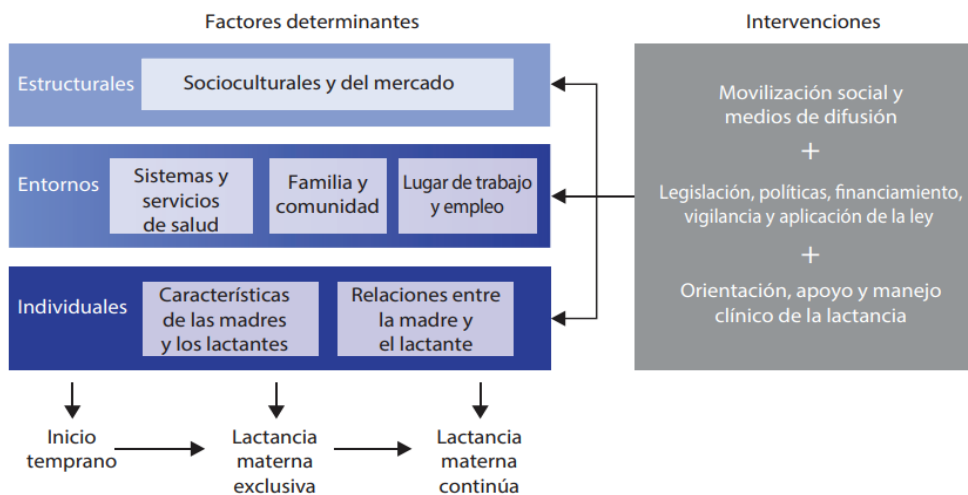 Factores determinantes
Intervenciones
Estructurales
Socioculturales y del mercado
Entornos
Sistemas y
servicios
de salud
Familia y
comunidad
Lugar de trabajo
y empleo
Individuales
Características
de las madres
y los lactantes
Relaciones entre
la madre y
el lactante
Movilización social y
medios de difusión
+
Legislación, políticas, financiamiento,
vigilancia y aplicación de la ley
+
Orientación, apoyo y manejo
clínico de la lactancia
Inicio
temprano
Lactancia
materna
exclusiva
Lactancia
materna
continúa